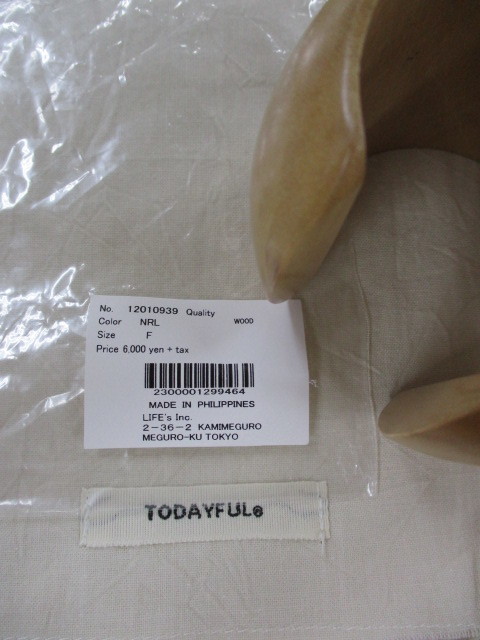 No. 12010939 Quality
Color NRL WOOD
Size F
Price 6,000 yen + tax
2300001299464
MADE IN PHILIPPINES
LIFE's Inc.
2-36-2 KAMIMEGURO
MEGURO-KU TOKYO
TODAYFUL®